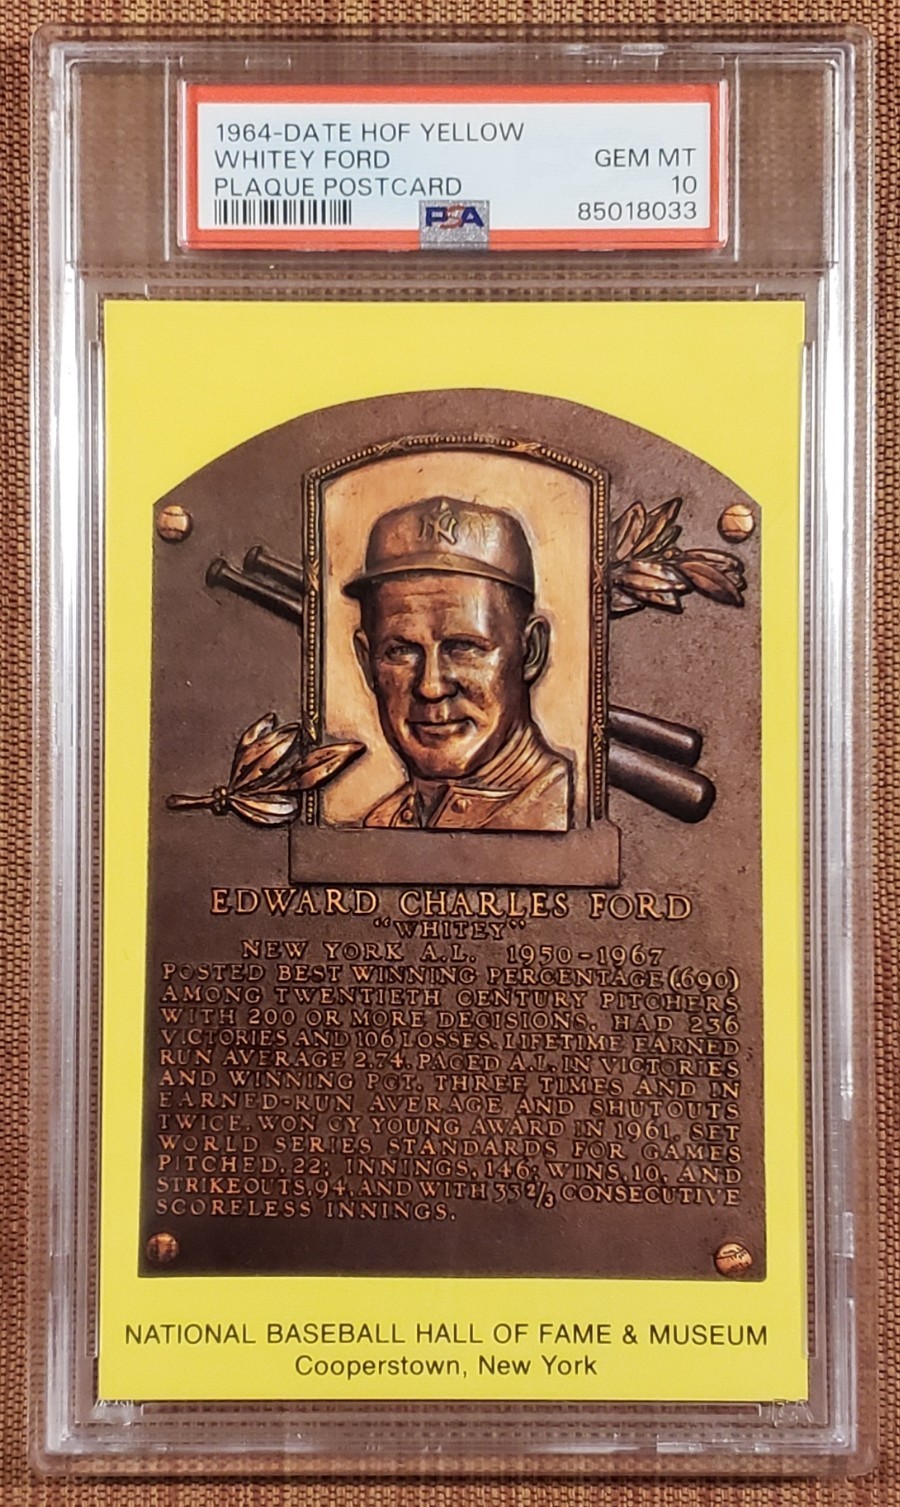 1964-DATE HOF YELLOW
WHITEY FORD GEM MT
PLAQUE POSTCARD 10
PSA 85018033
NY
EDWARD CHARLES FORD
"WHITEY"
NEW YORK A.L. 1950-1967
POSTED BEST WINNING PERCENTAGE (.690)
AMONG TWENTIETH CENTURY PITCHERS
WITH 200 OR MORE DECISIONS. HAD 236
VICTORIES AND 106 LOSSES. LIFETIME EARNED
RUN AVERAGE 2.74. PACED A.L. IN VICTORIES
AND WINNING PCT. THREE TIMES AND IN
EARNED-RUN AVERAGE AND SHUTOUTS
TWICE. WON CY YOUNG AWARD IN 1961. SET
WORLD SERIES STANDARDS FOR GAMES
PITCHED, 22; INNINGS, 146; WINS, 10, AND
STRIKEOUTS, 94, AND WITH 33 2/3 CONSECUTIVE
SCORELESS INNINGS.
NATIONAL BASEBALL HALL OF FAME & MUSEUM
Cooperstown, New York